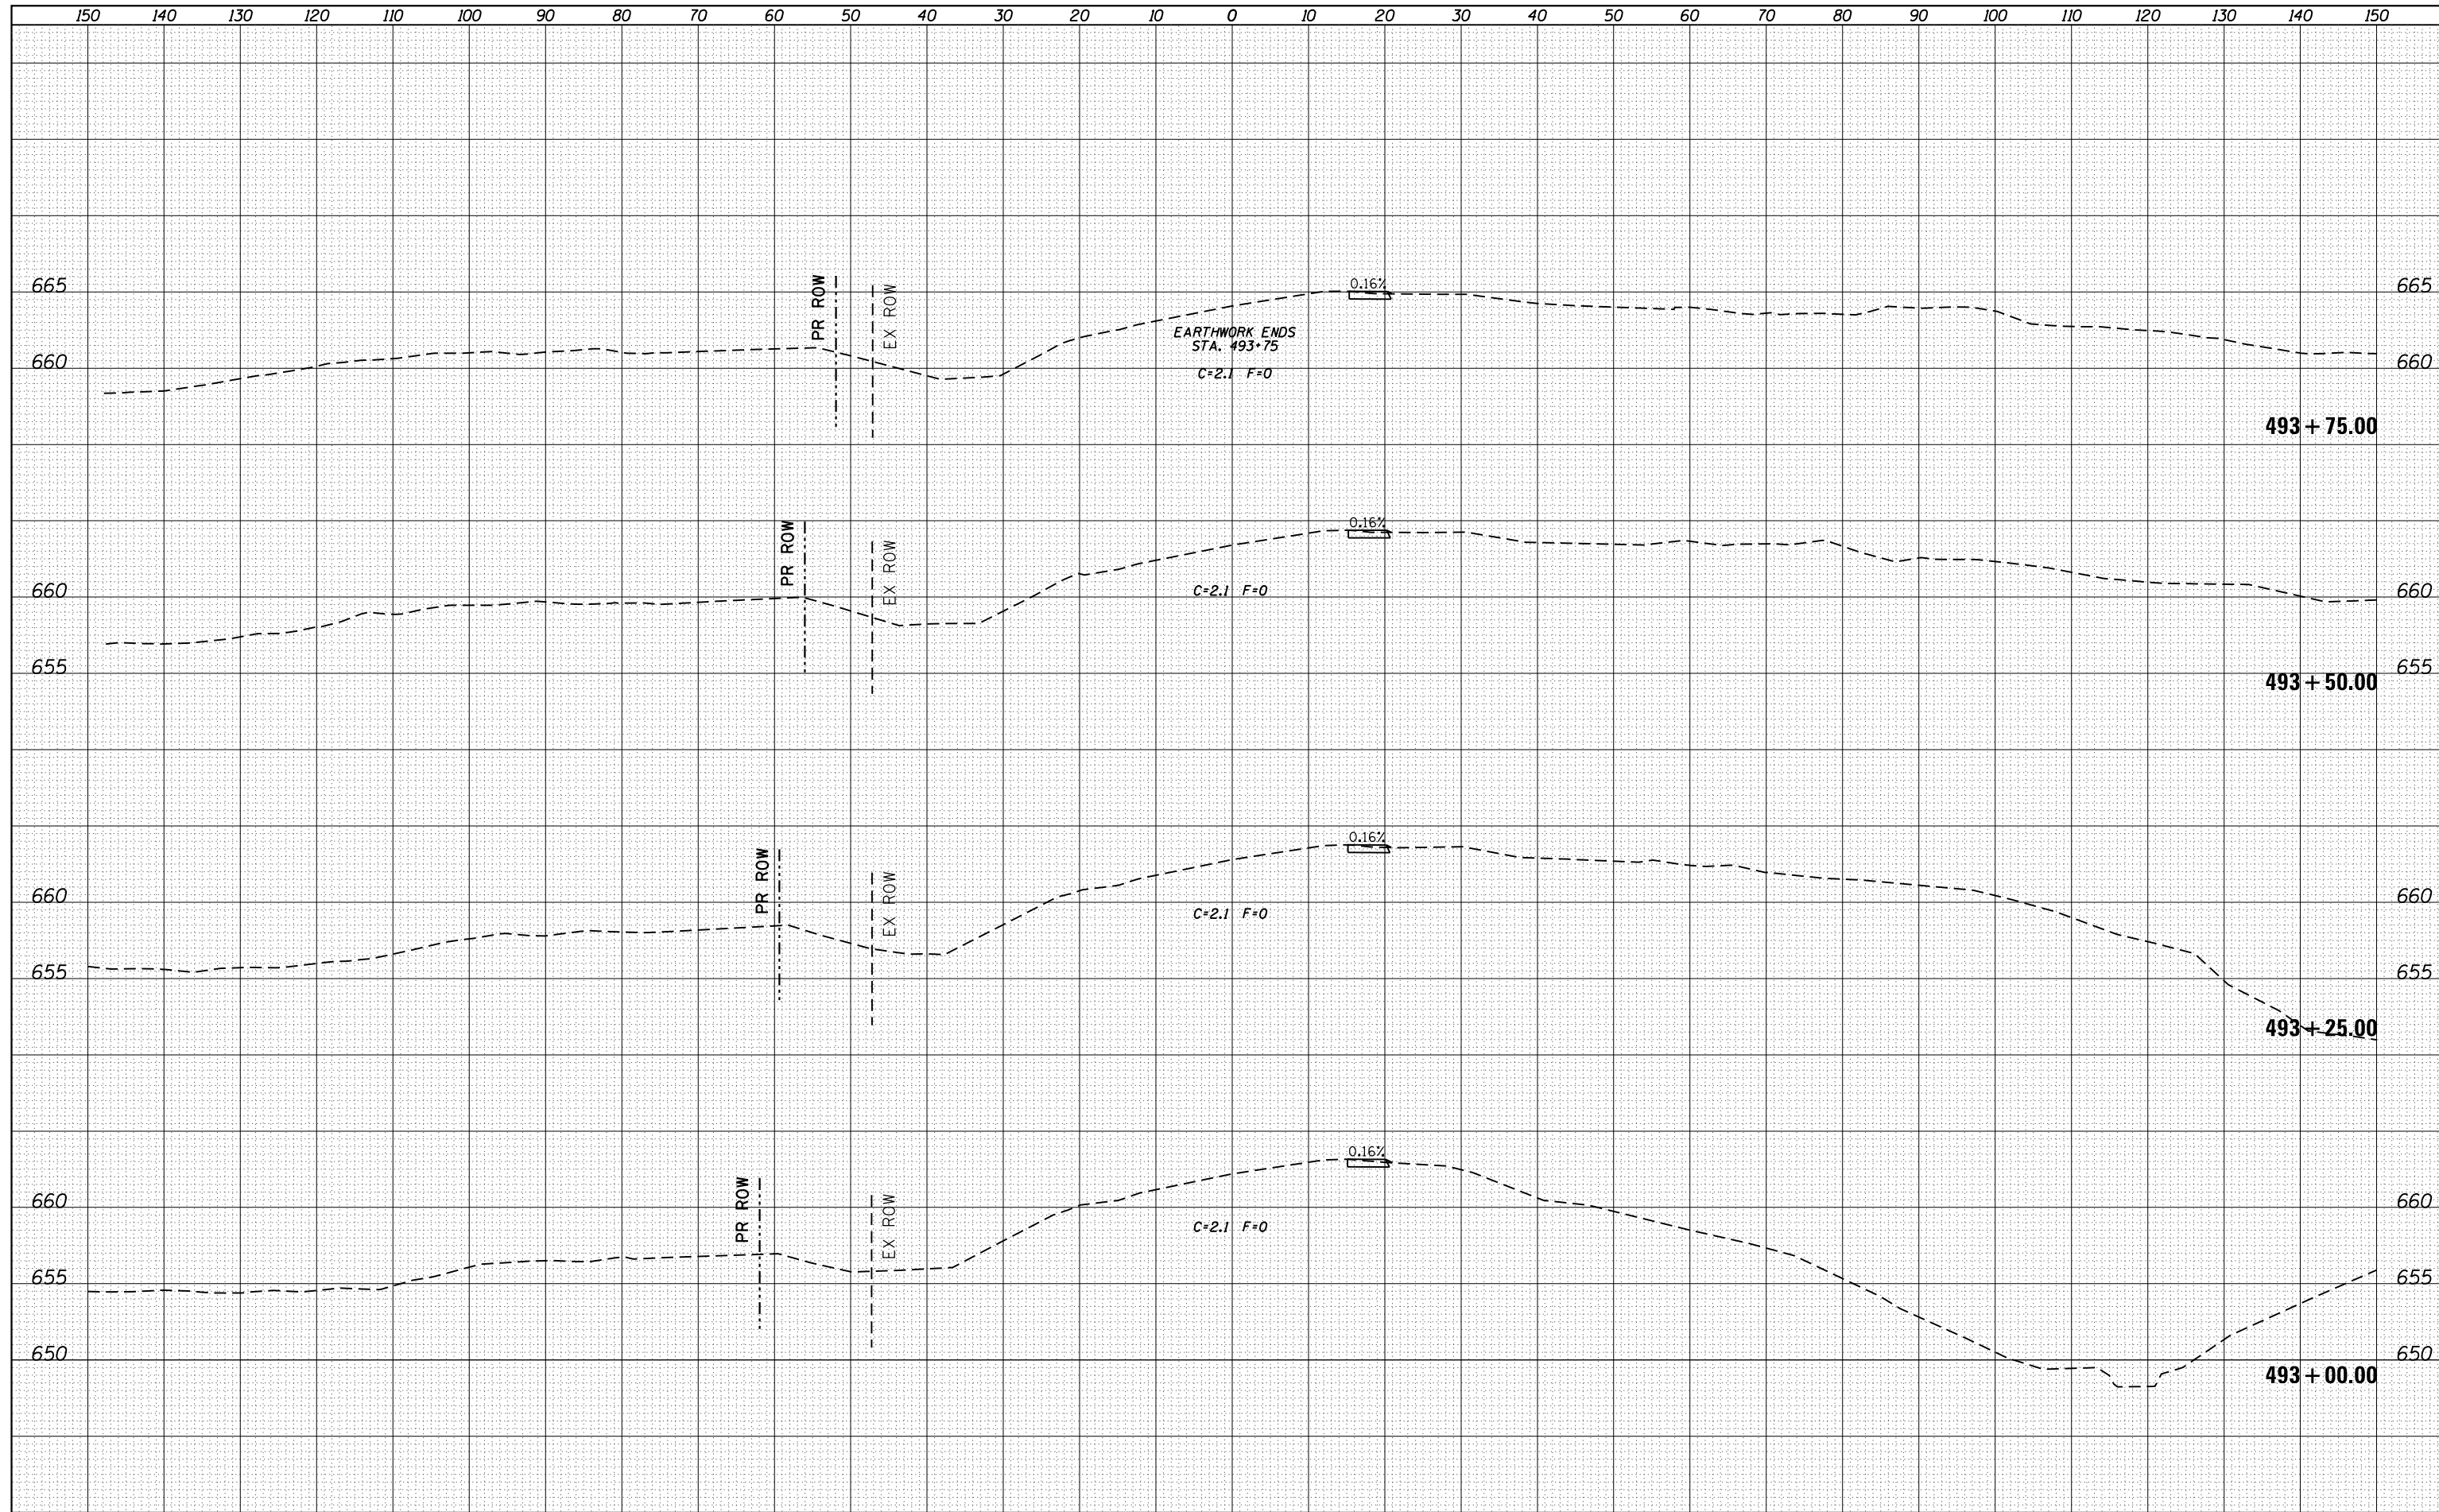 150 140 130 120 110 100 90 80 70 60 50 40 30 20 10 0 10 20 30 40 50 60 70 80 90 100 110 120 130 140 150
665 PR ROW EX ROW 0.16% 665
EARTHWORK ENDS
STA. 493+75
660 C=2.1 F=0 660
493+75.00
PR ROW EX ROW 0.16%
660 C=2.1 F=0 660
655 655
493+50.00
PR ROW EX ROW 0.16%
660 C=2.1 F=0 660
655 655
493+25.00
PR ROW EX ROW 0.16%
660 C=2.1 F=0 660
655 655
650 650
493+00.00